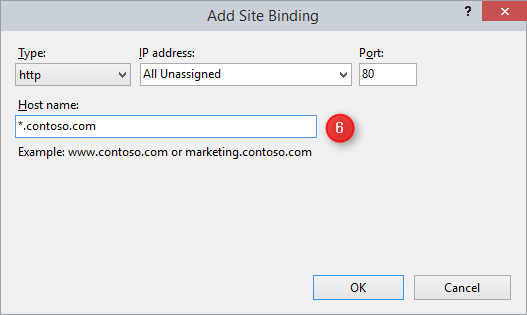 Add Site Binding
? ×
Type: IP address: Port:
http All Unassigned 80
Host name:
*.contoso.com 6
Example: www.contoso.com or marketing.contoso.com
OK Cancel